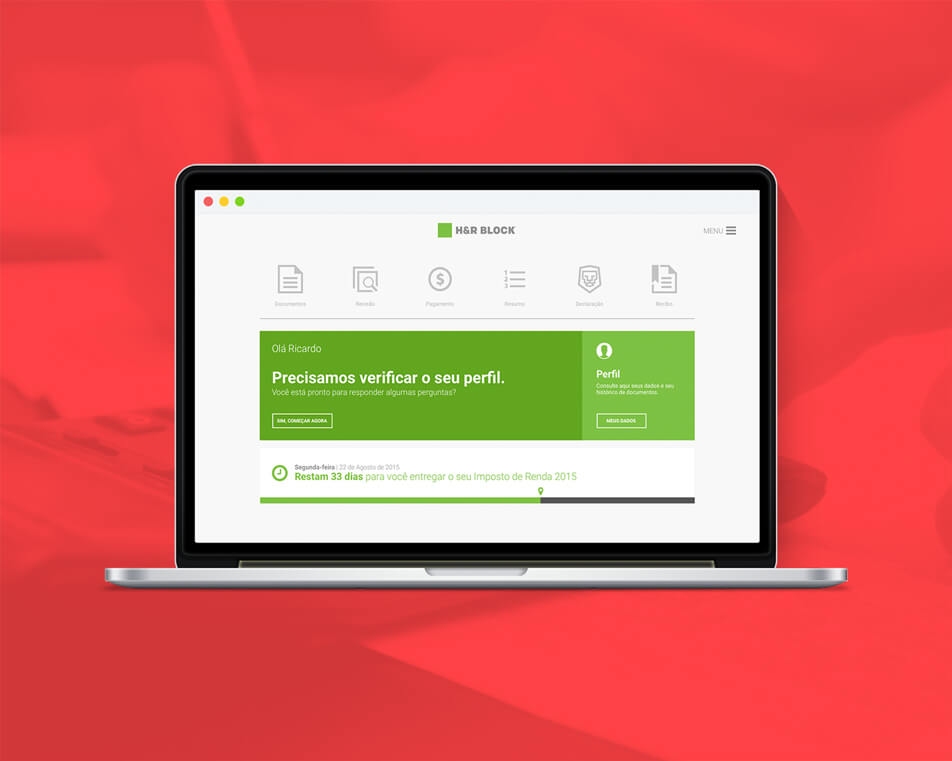 H&R BLOCK
MENU
Documentos
Revisão
Pagamento
Resumo
Declaração
Recibo
Olá Ricardo
Precisamos verificar o seu perfil.
Você está pronto para responder algumas perguntas?
SIM, COMEÇAR AGORA
Perfil
Consulte aqui seus dados e seu
histórico de documentos.
MEUS DADOS
Segunda-feira | 22 de Agosto de 2015
Restam 33 dias para você entregar o seu Imposto de Renda 2015